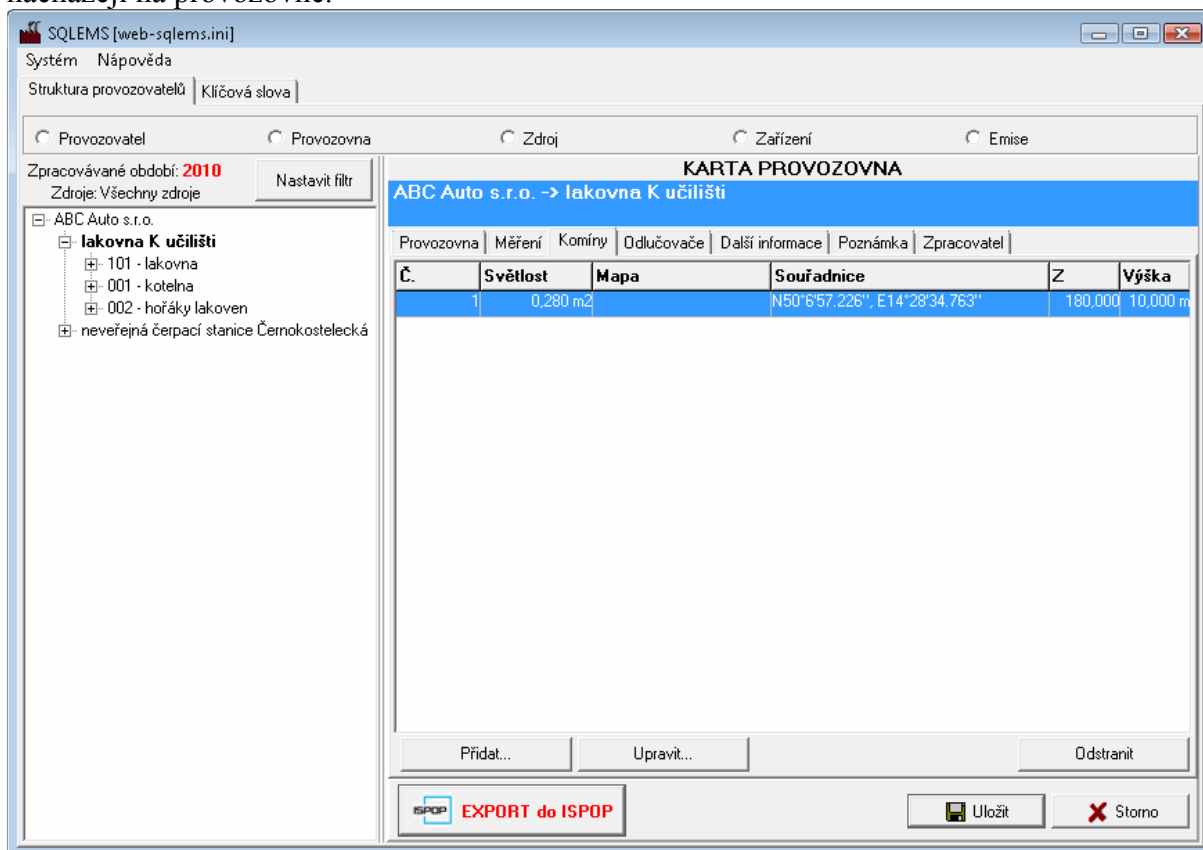 SQLEMS [web-sqlems.ini]
Systém Nápověda
Struktura provozovatelů Klíčová slova
Provozovatel Provozovna Zdroj Zařízení Emise
Zpracovávané období: 2010
Zdroje: Všechny zdroje
Nastavit filtr
ABC Auto s.r.o.
lakovna K učilišti
101 - lakovna
001 - kotelna
002 - hořáky lakoven
neveřejná čerpací stanice Černokostelecká
KARTA PROVOZOVNA
ABC Auto s.r.o. -> lakovna K učilišti
Provozovna Měření Komíny Odlučovače Další informace Poznámka Zpracovatel
Č. Světlost Mapa Souřadnice Z Výška
1 0,280 m2 N50°6'57.226'', E14°28'34.763'' 180,000 10,000 m
Přidat... Upravit... Odstranit
ISPOP EXPORT do ISPOP Uložit Storno